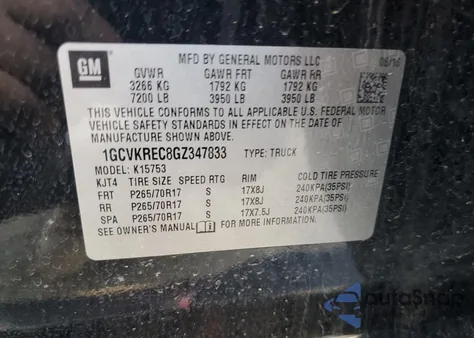 GM
MFD BY GENERAL MOTORS LLC 06/16
GVWR GAWR FRT GAWR RR
3266 KG 1792 KG 1792 KG
7200 LB 3950 LB 3950 LB
THIS VEHICLE CONFORMS TO ALL APPLICABLE U.S. FEDERAL MOTOR
VEHICLE SAFETY STANDARDS IN EFFECT ON THE DATE OF
MANUFACTURE SHOWN ABOVE.
1GCVKREC8GZ347833 TYPE: TRUCK
MODEL: K15753
KJT4 TIRE SIZE SPEED RTG RIM COLD TIRE PRESSURE
FRT P265/70R17 S 17X8J 240KPA(35PSI)
RR P265/70R17 S 17X8J 240KPA(35PSI)
SPA P265/70R17 S 17X7.5J 240KPA(35PSI)
SEE OWNER'S MANUAL FOR MORE INFORMATION.
AutoSnap